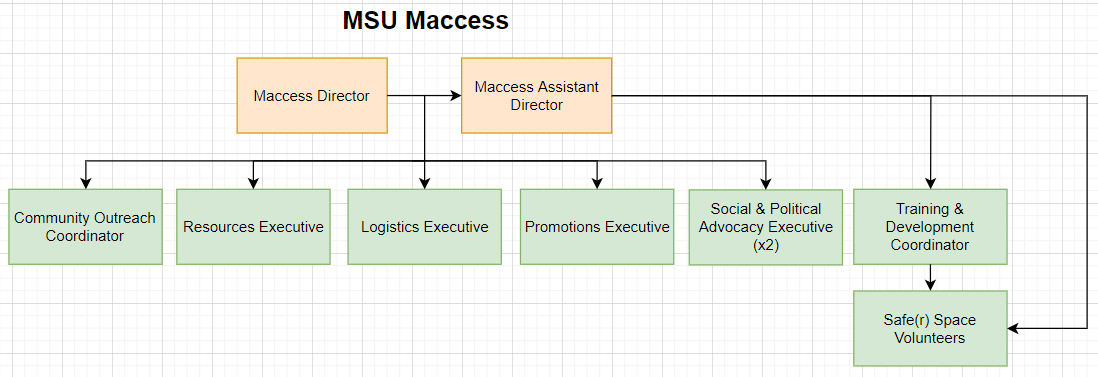 MSU Maccess
Maccess Director
Maccess Assistant
Director
Community Outreach
Coordinator
Resources Executive
Logistics Executive
Promotions Executive
Social & Political
Advocacy Executive
(x2)
Training &
Development
Coordinator
Safe(r) Space
Volunteers